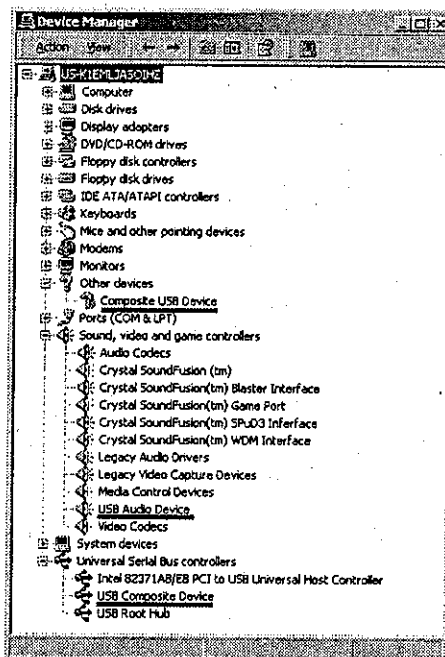 Device Manager
Action View
US-K1EMLJASOIHE
Computer
Disk drives
Display adapters
DVD/CD-ROM drives
Floppy disk controllers
Floppy disk drives
IDE ATA/ATAPI controllers
Keyboards
Mice and other pointing devices
Modems
Monitors
Other devices
Composite USB Device
Ports (COM & LPT)
Sound, video and game controllers
Audio Codecs
Crystal SoundFusion (tm)
Crystal SoundFusion(tm) Blaster Interface
Crystal SoundFusion(tm) Game Port
Crystal SoundFusion(tm) SPuD3 Inferface
Crystal SoundFusion(tm) WDM Interface
Legacy Audio Drivers
Legacy Video Capture Devices
Media Control Devices
USB Audio Device
Video Codecs
System devices
Universal Serial Bus controllers
Intel 82371AB/EB PCI to USB Universal Host Controller
USB Composite Device
USB Root Hub